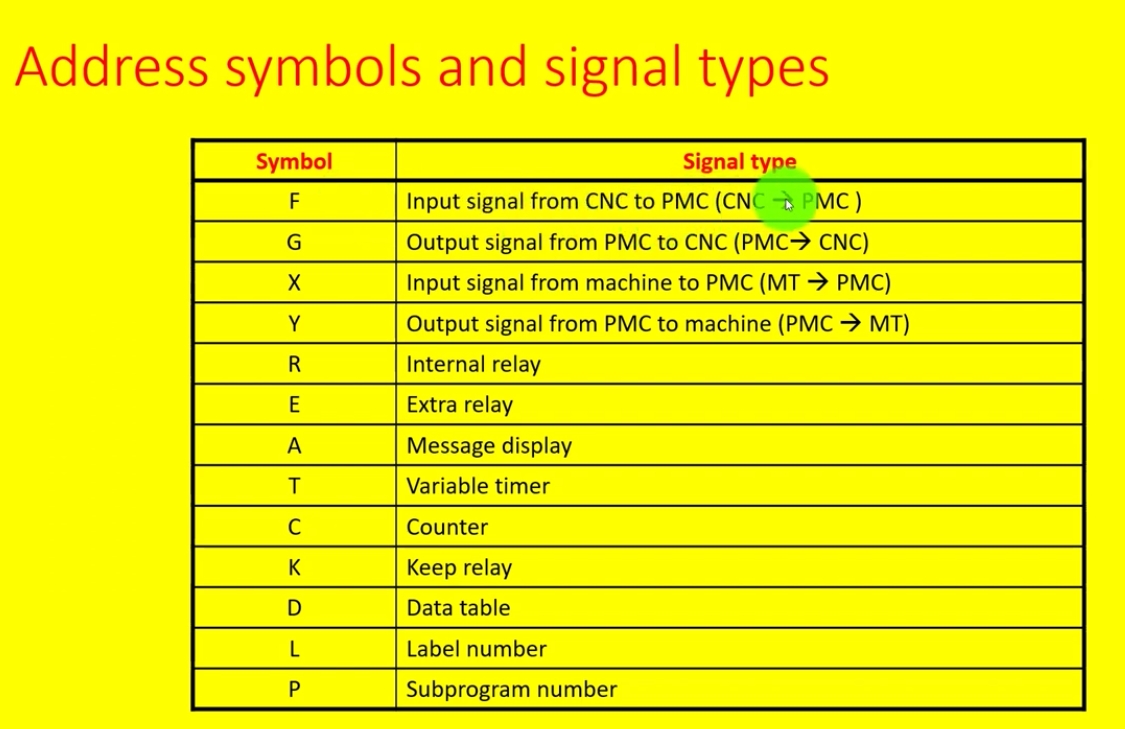 Address symbols and signal types
Symbol Signal type
F Input signal from CNC to PMC (CNC → PMC )
G Output signal from PMC to CNC (PMC→ CNC)
X Input signal from machine to PMC (MT → PMC)
Y Output signal from PMC to machine (PMC → MT)
R Internal relay
E Extra relay
A Message display
T Variable timer
C Counter
K Keep relay
D Data table
L Label number
P Subprogram number